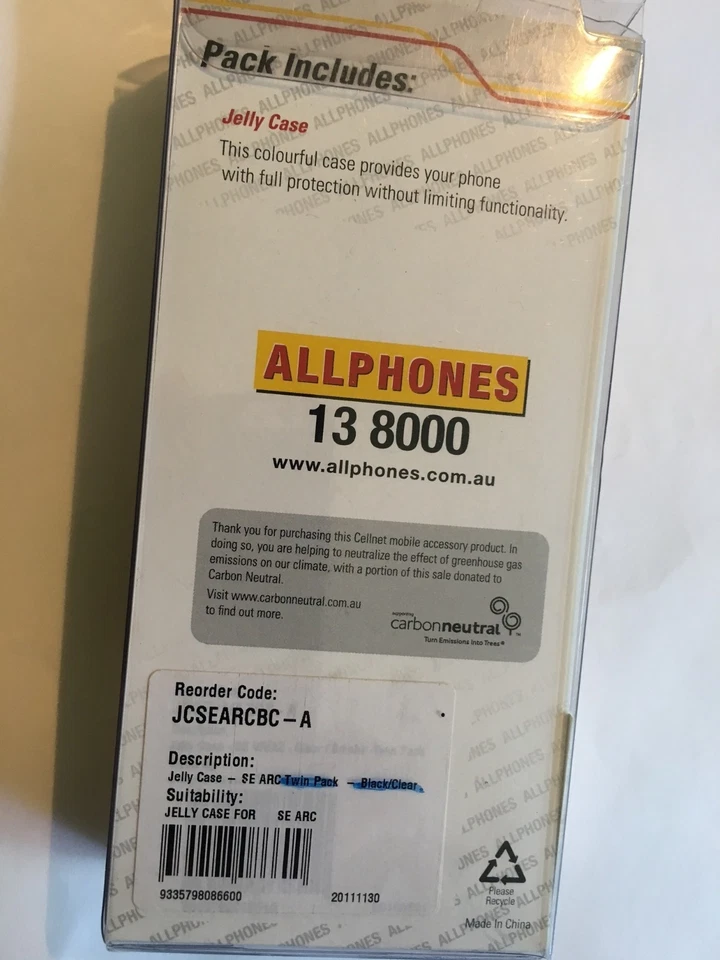 Pack Includes:
Jelly Case
This colourful case provides your phone
with full protection without limiting functionality.
ALLPHONES
13 8000
www.allphones.com.au
Thank you for purchasing this Cellnet mobile accessory product. In
doing so, you are helping to neutralize the effect of greenhouse gas
emissions on our climate, with a portion of this sale donated to
Carbon Neutral.
Visit www.carbonneutral.com.au
to find out more.
supporting
carbonneutral™
Turn Emissions Into Trees®
Reorder Code:
JCSEARCBC – A
Description:
Jelly Case – SE ARC Twin Pack – Black/Clear
Suitability:
JELLY CASE FOR SE ARC
9335798086600 20111130
Please
Recycle
Made in China